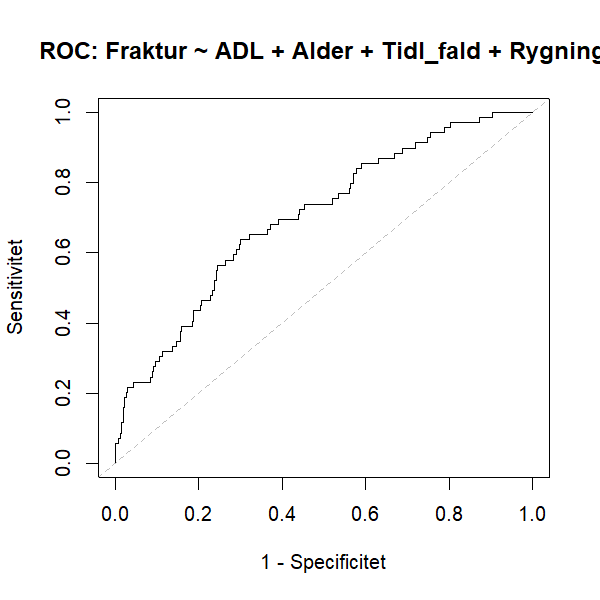 ROC: Fraktur ~ ADL + Alder + Tidl_fald + Rygning
1.0
0.8
0.6
0.4
0.2
0.0
Sensitivitet
0.0 0.2 0.4 0.6 0.8 1.0
1 - Specificitet